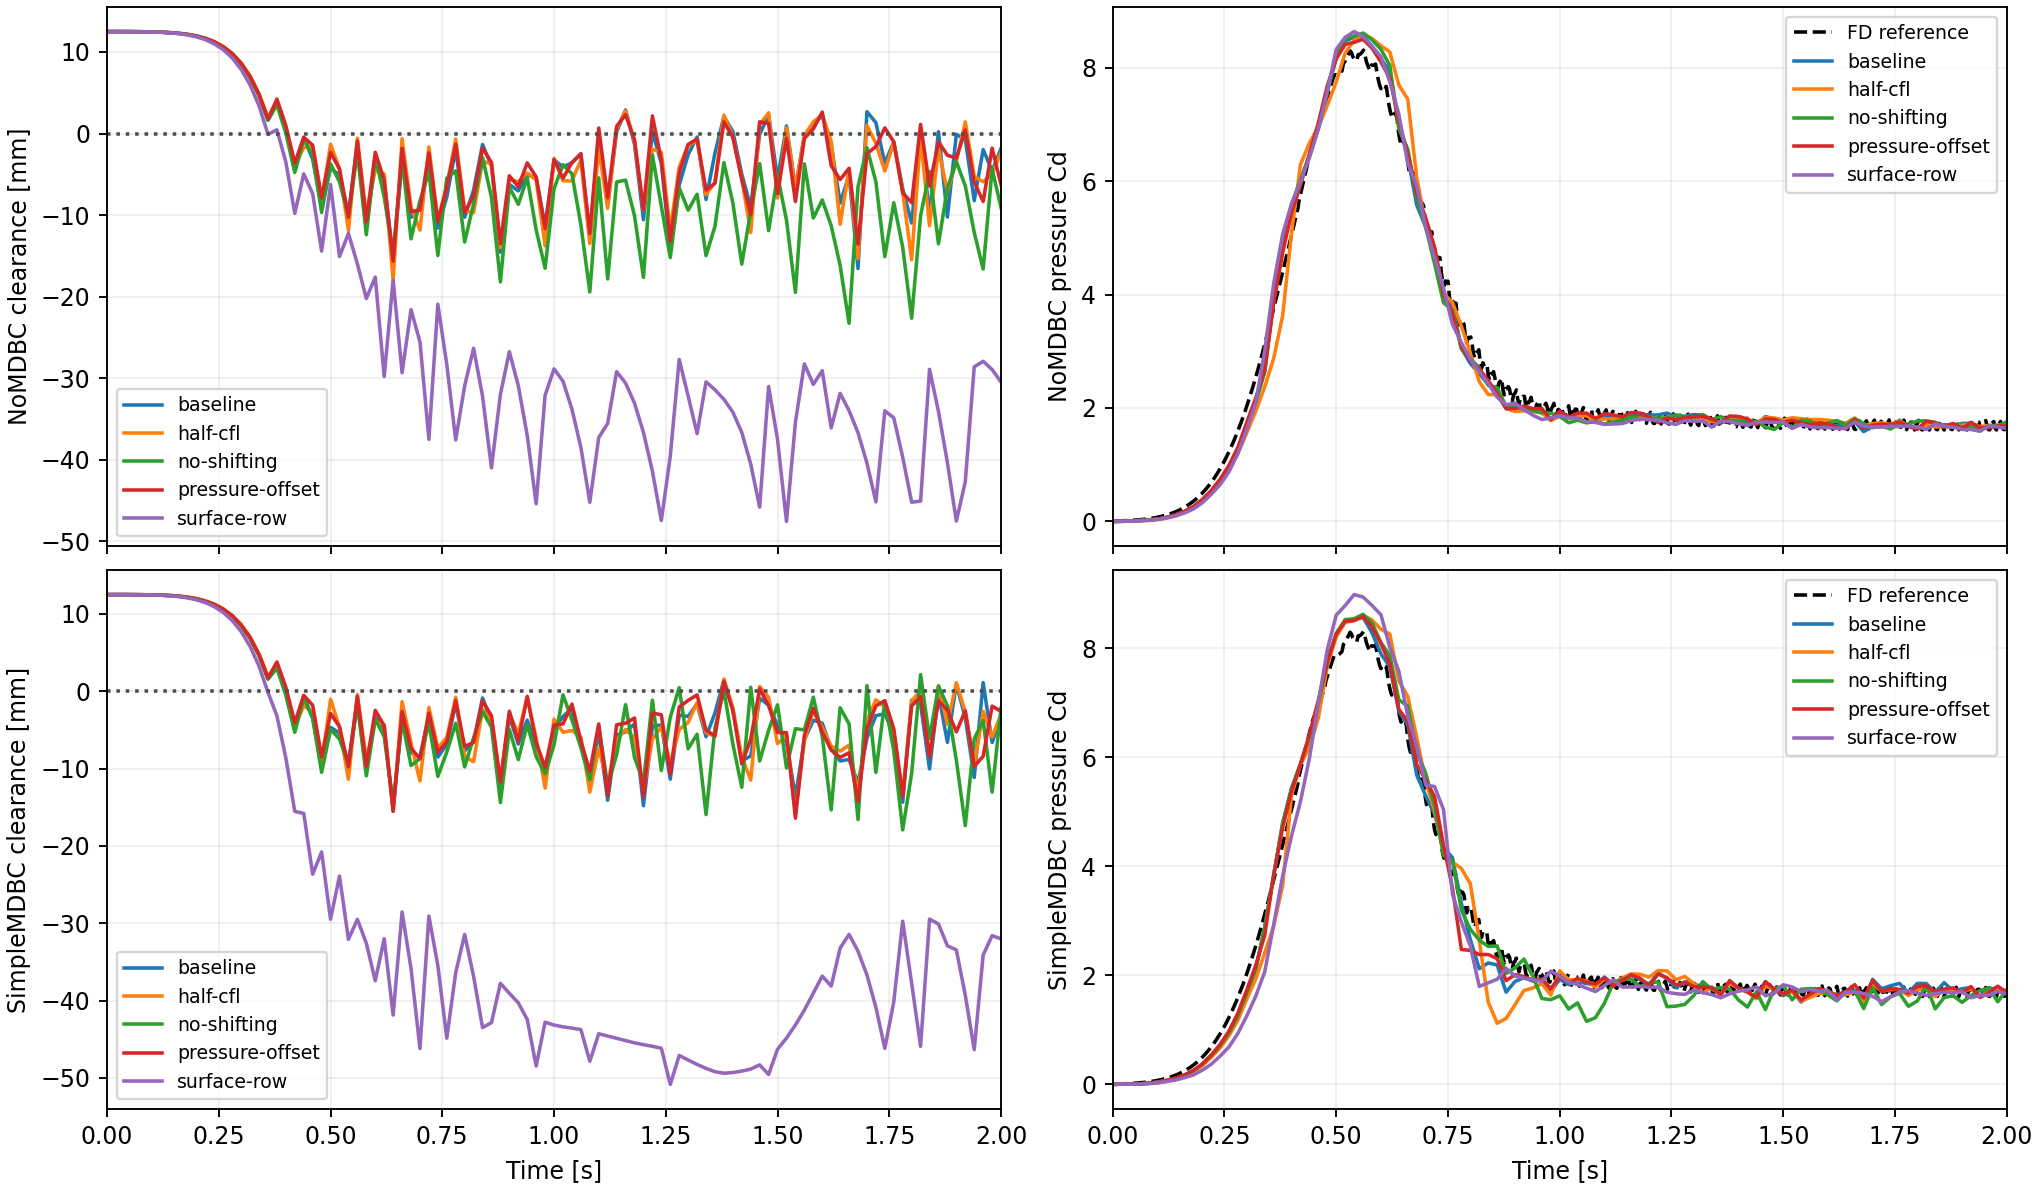 NoMDBC clearance [mm]
10
0
−10
−20
−30
−40
−50
baseline
half-cfl
no-shifting
pressure-offset
surface-row
NoMDBC pressure Cd
8
6
4
2
0
FD reference
baseline
half-cfl
no-shifting
pressure-offset
surface-row
SimpleMDBC clearance [mm]
10
0
−10
−20
−30
−40
−50
baseline
half-cfl
no-shifting
pressure-offset
surface-row
0.00 0.25 0.50 0.75 1.00 1.25 1.50 1.75 2.00
Time [s]
SimpleMDBC pressure Cd
8
6
4
2
0
FD reference
baseline
half-cfl
no-shifting
pressure-offset
surface-row
0.00 0.25 0.50 0.75 1.00 1.25 1.50 1.75 2.00
Time [s]